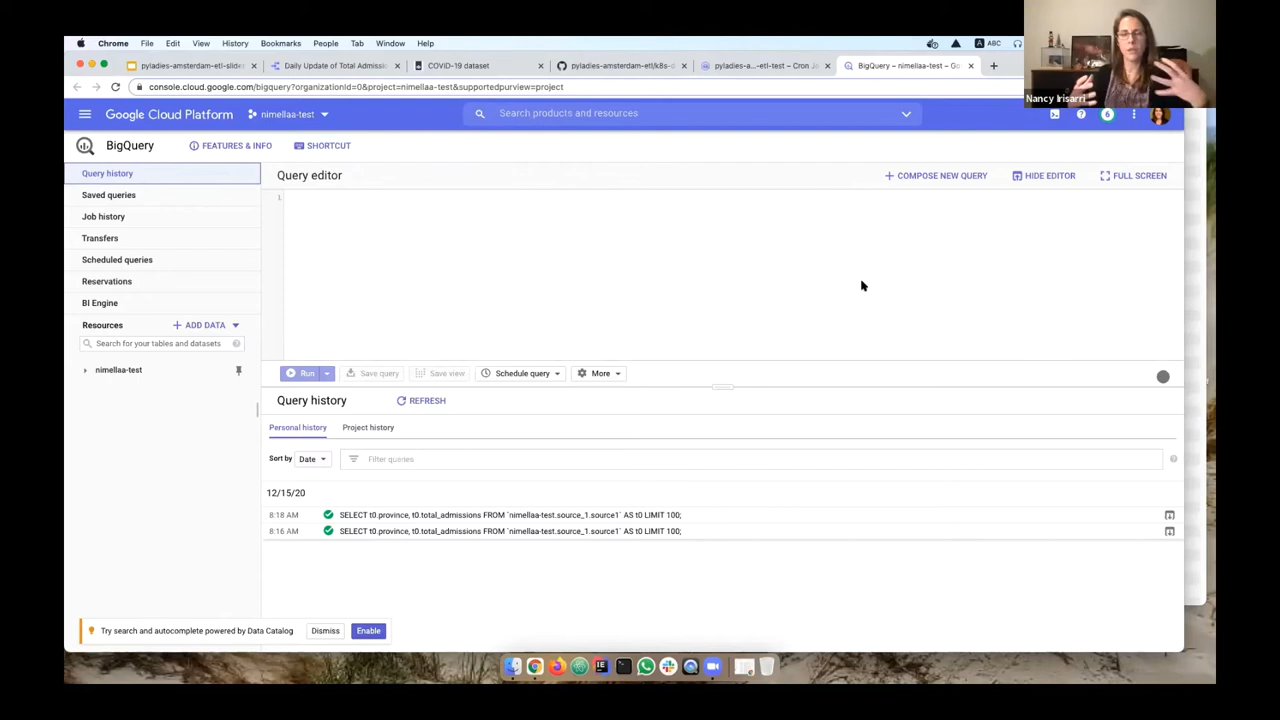 Chrome File Edit View History Bookmarks People Tab Window Help
ABC
pyladies-amsterdam-etl-slide
Daily Update of Total Admissi
COVID-19 dataset
pyladies-amsterdam-etl/k8s-d
pyladies-a...-etl-test – Cron Jo
BigQuery – nimellaa-test – Go
console.cloud.google.com/bigquery?organizationId=0&project=nimellaa-test&supportedpurview=project
Nancy Irisarri
Google Cloud Platform
nimellaa-test
Search products and resources
6
BigQuery
FEATURES & INFO
SHORTCUT
Query history
Saved queries
Job history
Transfers
Scheduled queries
Reservations
BI Engine
Resources
+ ADD DATA
Search for your tables and datasets
nimellaa-test
Query editor
+ COMPOSE NEW QUERY
HIDE EDITOR
FULL SCREEN
1
Run
Save query
Save view
Schedule query
More
Query history
REFRESH
Personal history
Project history
Sort by
Date
Filter queries
12/15/20
8:18 AM SELECT t0.province, t0.total_admissions FROM `nimellaa-test.source_1.source1` AS t0 LIMIT 100;
8:16 AM SELECT t0.province, t0.total_admissions FROM `nimellaa-test.source_1.source1` AS t0 LIMIT 100;
Try search and autocomplete powered by Data Catalog
Dismiss
Enable